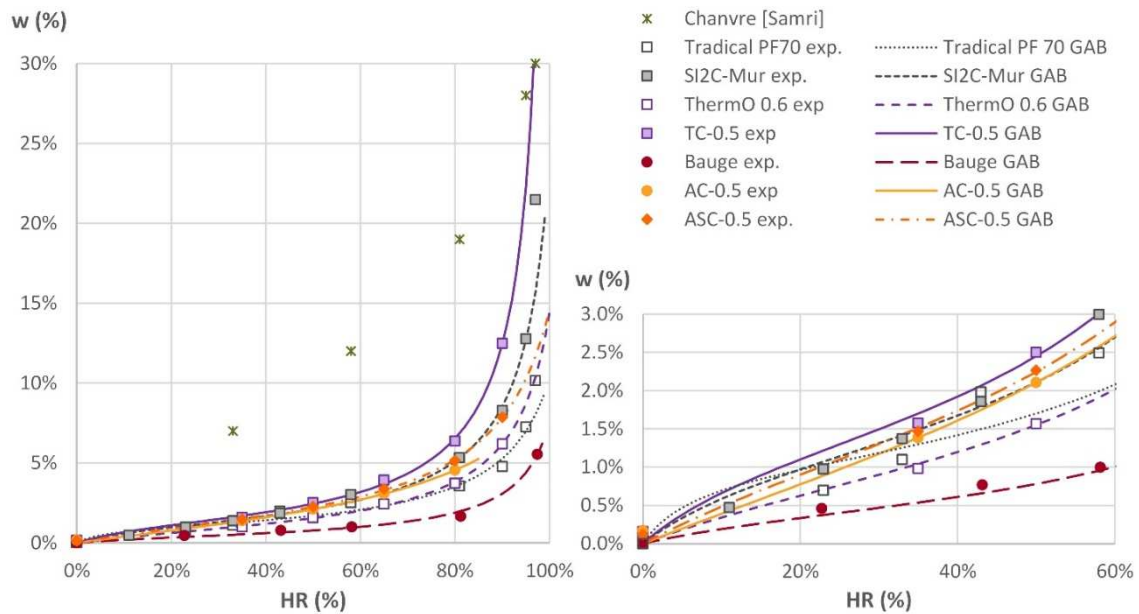 w (%)
30%
25%
20%
15%
10%
5%
0%
0%
20%
40%
60%
80%
100%
HR (%)
Chanvre [Samri]
Tradical PF70 exp.
Tradical PF 70 GAB
SI2C-Mur exp.
SI2C-Mur GAB
ThermO 0.6 exp
ThermO 0.6 GAB
TC-0.5 exp
TC-0.5 GAB
Bauge exp.
Bauge GAB
AC-0.5 exp
AC-0.5 GAB
ASC-0.5 exp.
ASC-0.5 GAB
w (%)
3.0%
2.5%
2.0%
1.5%
1.0%
0.5%
0.0%
0%
20%
40%
60%
HR (%)